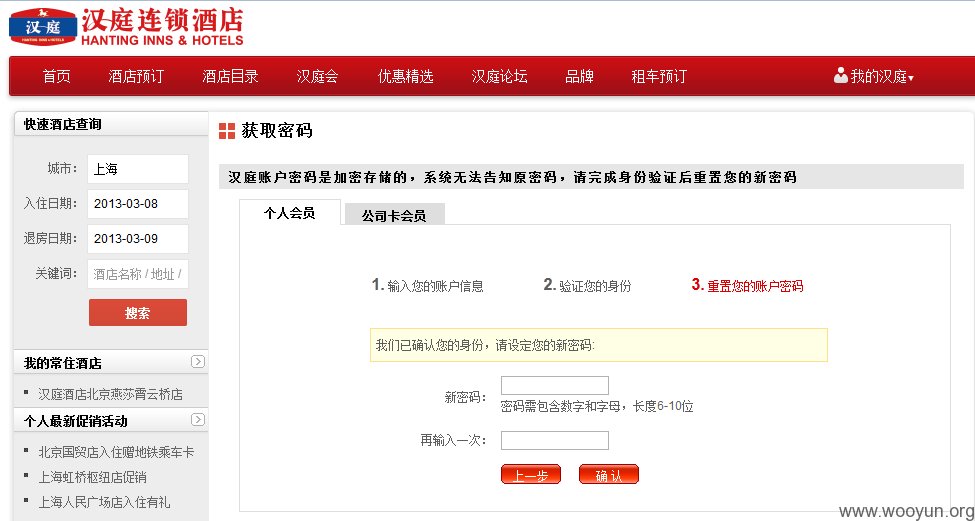 汉庭
HANTING INNS & HOTELS
汉庭连锁酒店
HANTING INNS & HOTELS
首页 酒店预订 酒店目录 汉庭会 优惠精选 汉庭论坛 品牌 租车预订 我的汉庭
快速酒店查询
城市： 上海
入住日期： 2013-03-08
退房日期： 2013-03-09
关键词： 酒店名称 / 地址 /
搜索
我的常住酒店
汉庭酒店北京燕莎霄云桥店
个人最新促销活动
北京国贸店入住赠地铁乘车卡
上海虹桥枢纽店促销
上海人民广场店入住有礼
获取密码
汉庭账户密码是加密存储的，系统无法告知原密码，请完成身份验证后重置您的新密码
个人会员 公司卡会员
1. 输入您的账户信息 2. 验证您的身份 3. 重置您的账户密码
我们已确认您的身份，请设定您的新密码:
新密码：
密码需包含数字和字母，长度6-10位
再输入一次：
上一步 确 认
www.wooyun.org